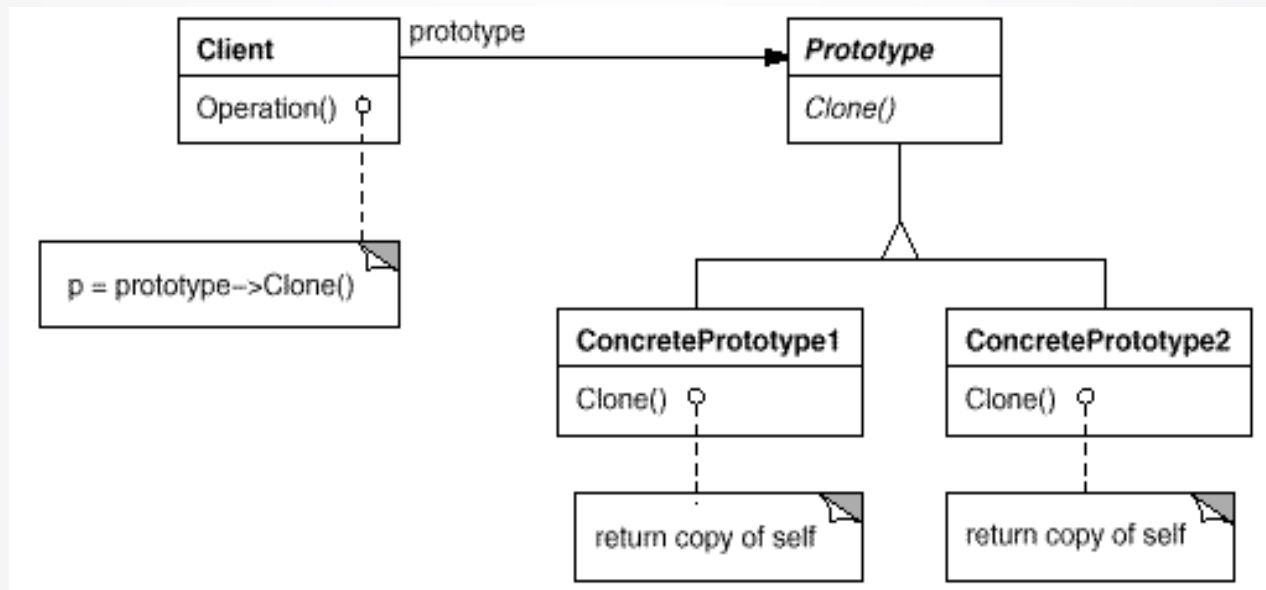 Client
prototype
Prototype
Operation()
Clone()
p = prototype->Clone()
ConcretePrototype1
ConcretePrototype2
Clone()
Clone()
return copy of self
return copy of self